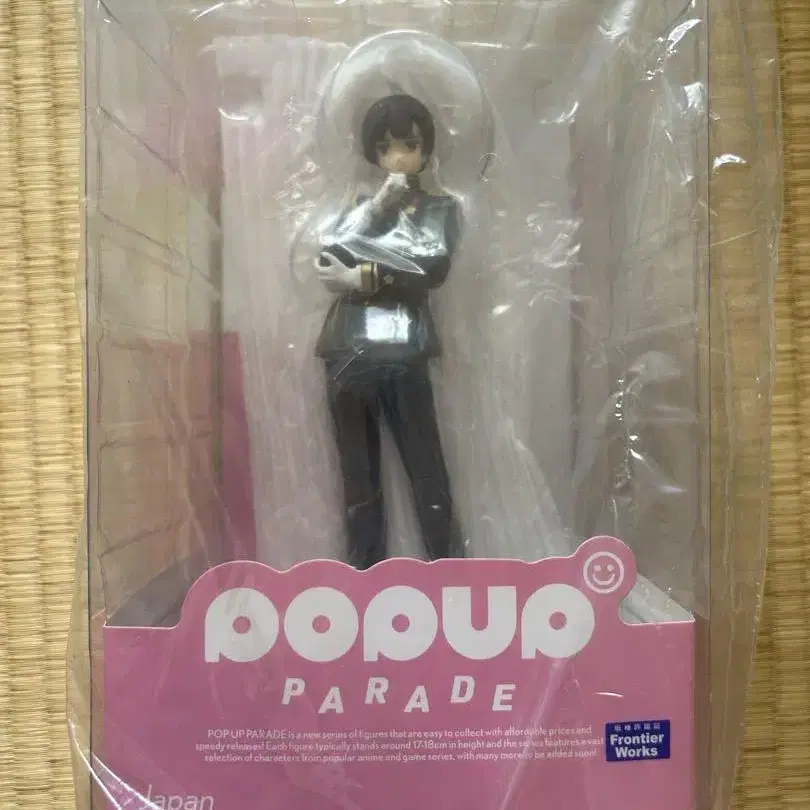 POPUP
PARADE
POP UP PARADE is a new series of figures that are easy to collect with affordable prices and
speedy releases! Each figure typically stands around 17-18cm in height and the series features a vast
selection of characters from popular anime and game series, with many more to be added soon!
Frontier
Works
Japan